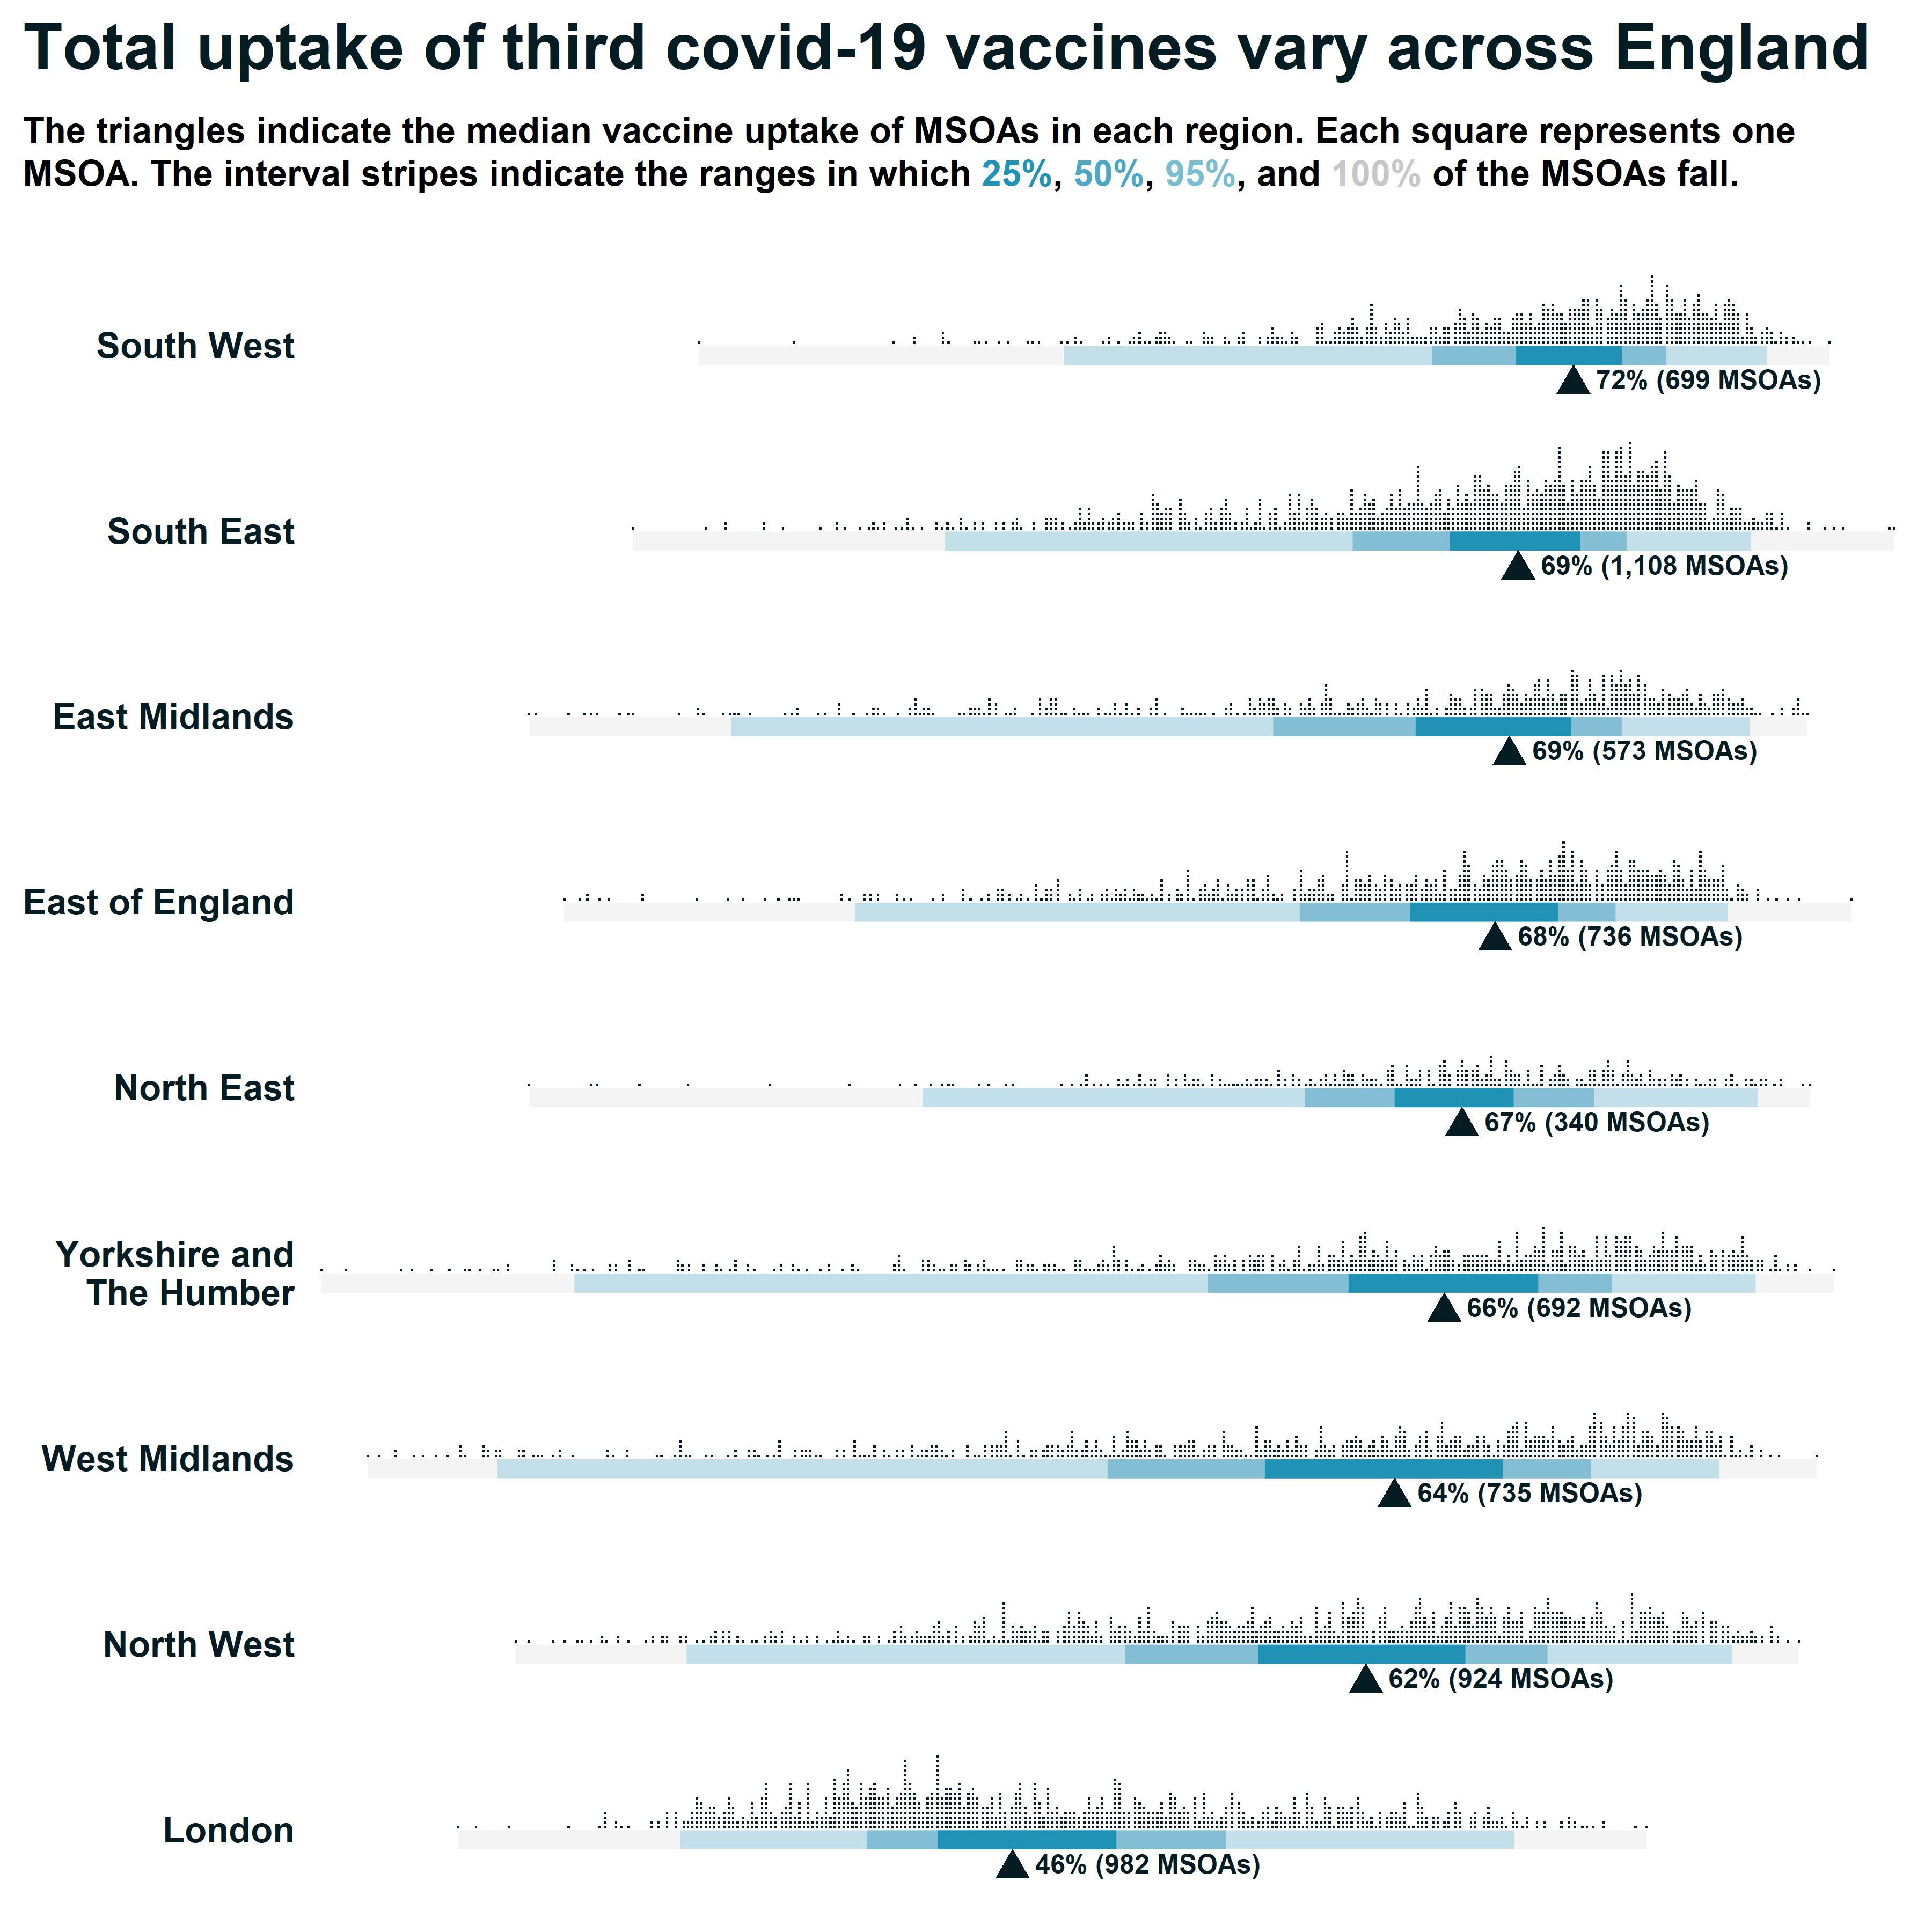 Total uptake of third covid-19 vaccines vary across England
The triangles indicate the median vaccine uptake of MSOAs in each region. Each square represents one
MSOA. The interval stripes indicate the ranges in which 25%, 50%, 95%, and 100% of the MSOAs fall.
South West
72% (699 MSOAs)
South East
69% (1,108 MSOAs)
East Midlands
69% (573 MSOAs)
East of England
68% (736 MSOAs)
North East
67% (340 MSOAs)
Yorkshire and
The Humber
66% (692 MSOAs)
West Midlands
64% (735 MSOAs)
North West
62% (924 MSOAs)
London
46% (982 MSOAs)